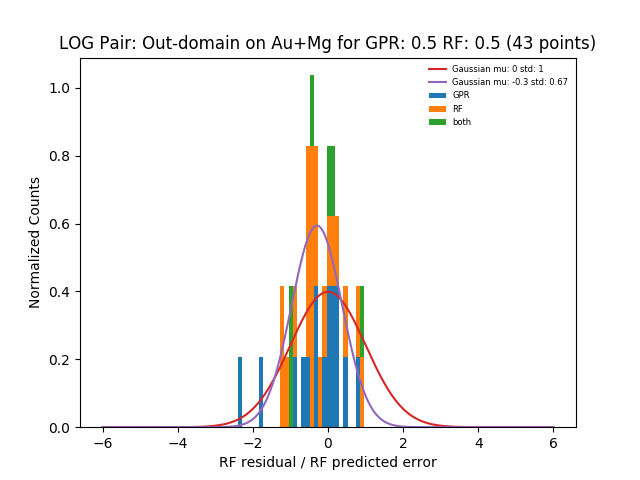 LOG Pair: Out-domain on Au+Mg for GPR: 0.5 RF: 0.5 (43 points)
Gaussian mu: 0 std: 1
Gaussian mu: -0.3 std: 0.67
GPR
RF
both
Normalized Counts
1.0
0.8
0.6
0.4
0.2
0.0
−6 −4 −2 0 2 4 6
RF residual / RF predicted error